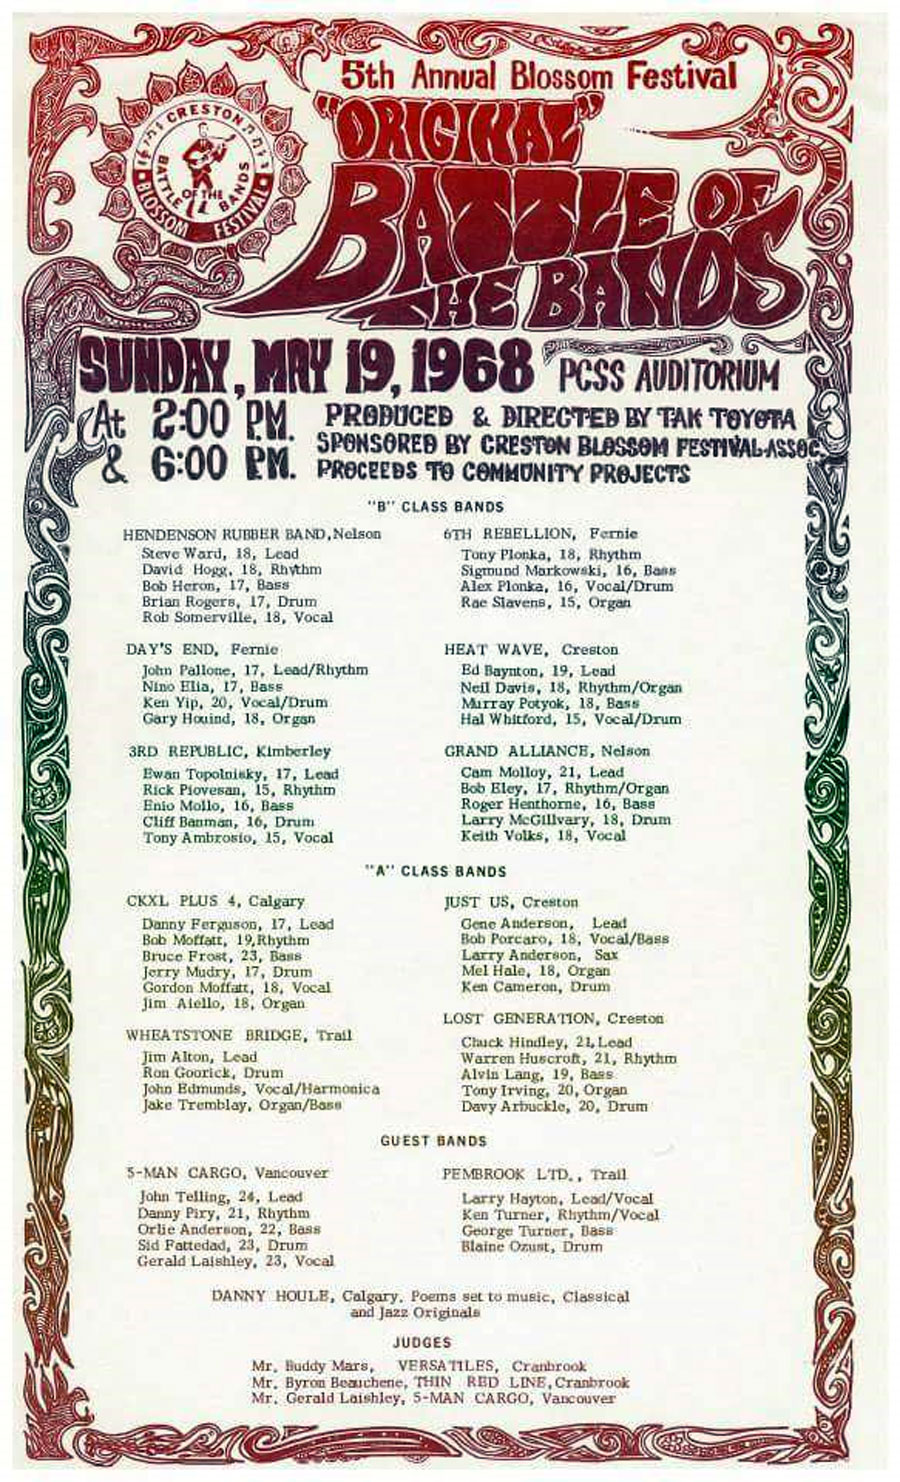 5th Annual Blossom Festival
"ORIGINAL"
BATTLE OF
THE BANDS
CRESTON
BATTLE OF THE BANDS
BLOSSOM FESTIVAL
SUNDAY, MAY 19, 1968 PCSS AUDITORIUM
At 2:00 P.M. PRODUCED & DIRECTED BY TAK TOYOTA
SPONSORED BY CRESTON BLOSSOM FESTIVAL ASSOC.
& 6:00 P.M. PROCEEDS TO COMMUNITY PROJECTS
"B" CLASS BANDS
HENDENSON RUBBER BAND, Nelson
Steve Ward, 18, Lead
David Hogg, 18, Rhythm
Bob Heron, 17, Bass
Brian Rogers, 17, Drum
Rob Somerville, 18, Vocal
6TH REBELLION, Fernie
Tony Plonka, 18, Rhythm
Sigmund Markowski, 16, Bass
Alex Plonka, 16, Vocal/Drum
Rae Slavens, 15, Organ
DAY'S END, Fernie
John Pallone, 17, Lead/Rhythm
Nino Elia, 17, Bass
Ken Yip, 20, Vocal/Drum
Gary Houind, 18, Organ
HEAT WAVE, Creston
Ed Baynton, 19, Lead
Neil Davis, 18, Rhythm/Organ
Murray Potyok, 18, Bass
Hal Whitford, 15, Vocal/Drum
3RD REPUBLIC, Kimberley
Ewan Topolnisky, 17, Lead
Rick Piovesan, 15, Rhythm
Enio Mollo, 16, Bass
Cliff Banman, 16, Drum
Tony Ambrosio, 15, Vocal
GRAND ALLIANCE, Nelson
Cam Molloy, 21, Lead
Bob Eley, 17, Rhythm/Organ
Roger Henthorne, 16, Bass
Larry McGillvary, 18, Drum
Keith Volks, 18, Vocal
"A" CLASS BANDS
CKXL PLUS 4, Calgary
Danny Ferguson, 17, Lead
Bob Moffatt, 19, Rhythm
Bruce Frost, 23, Bass
Jerry Mudry, 17, Drum
Gordon Moffatt, 18, Vocal
Jim Aiello, 18, Organ
JUST US, Creston
Gene Anderson, Lead
Bob Porcaro, 18, Vocal/Bass
Larry Anderson, Sax
Mel Hale, 18, Organ
Ken Cameron, Drum
WHEATSTONE BRIDGE, Trail
Jim Alton, Lead
Ron Goorick, Drum
John Edmunds, Vocal/Harmonica
Jake Tremblay, Organ/Bass
LOST GENERATION, Creston
Chuck Hindley, 21, Lead
Warren Huscroft, 21, Rhythm
Alvin Lang, 19, Bass
Tony Irving, 20, Organ
Davy Arbuckle, 20, Drum
GUEST BANDS
5-MAN CARGO, Vancouver
John Telling, 24, Lead
Danny Piry, 21, Rhythm
Orlie Anderson, 22, Bass
Sid Fattedad, 23, Drum
Gerald Laishley, 23, Vocal
PEMBROOK LTD., Trail
Larry Hayton, Lead/Vocal
Ken Turner, Rhythm/Vocal
George Turner, Bass
Blaine Ozust, Drum
DANNY HOULE, Calgary. Poems set to music, Classical
and Jazz Originals
JUDGES
Mr. Buddy Mars, VERSATILES, Cranbrook
Mr. Byron Beauchene, THIN RED LINE, Cranbrook
Mr. Gerald Laishley, 5-MAN CARGO, Vancouver